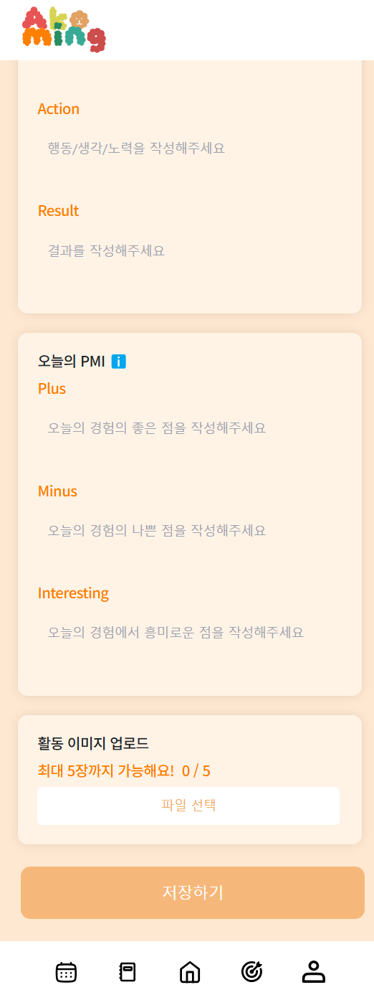 Ako
ming
Action
행동/생각/노력을 작성해주세요
Result
결과를 작성해주세요
오늘의 PMI ℹ️
Plus
오늘의 경험의 좋은 점을 작성해주세요
Minus
오늘의 경험의 나쁜 점을 작성해주세요
Interesting
오늘의 경험에서 흥미로운 점을 작성해주세요
활동 이미지 업로드
최대 5장까지 가능해요! 0 / 5
파일 선택
저장하기